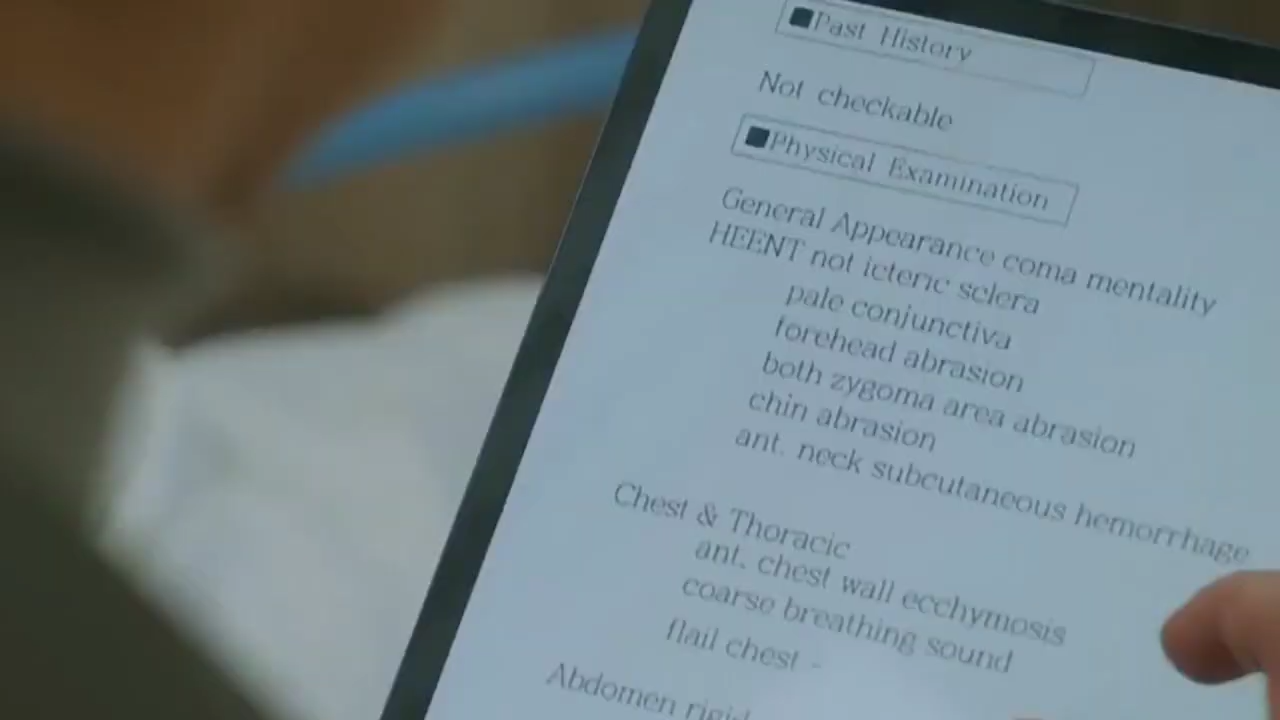 ■Past History
Not checkable
■Physical Examination
General Appearance coma mentality
HEENT not icteric sclera
pale conjunctiva
forehead abrasion
both zygoma area abrasion
chin abrasion
ant. neck subcutaneous hemorrhage
Chest & Thoracic
ant. chest wall ecchymosis
coarse breathing sound
flail chest -
Abdomen rigid